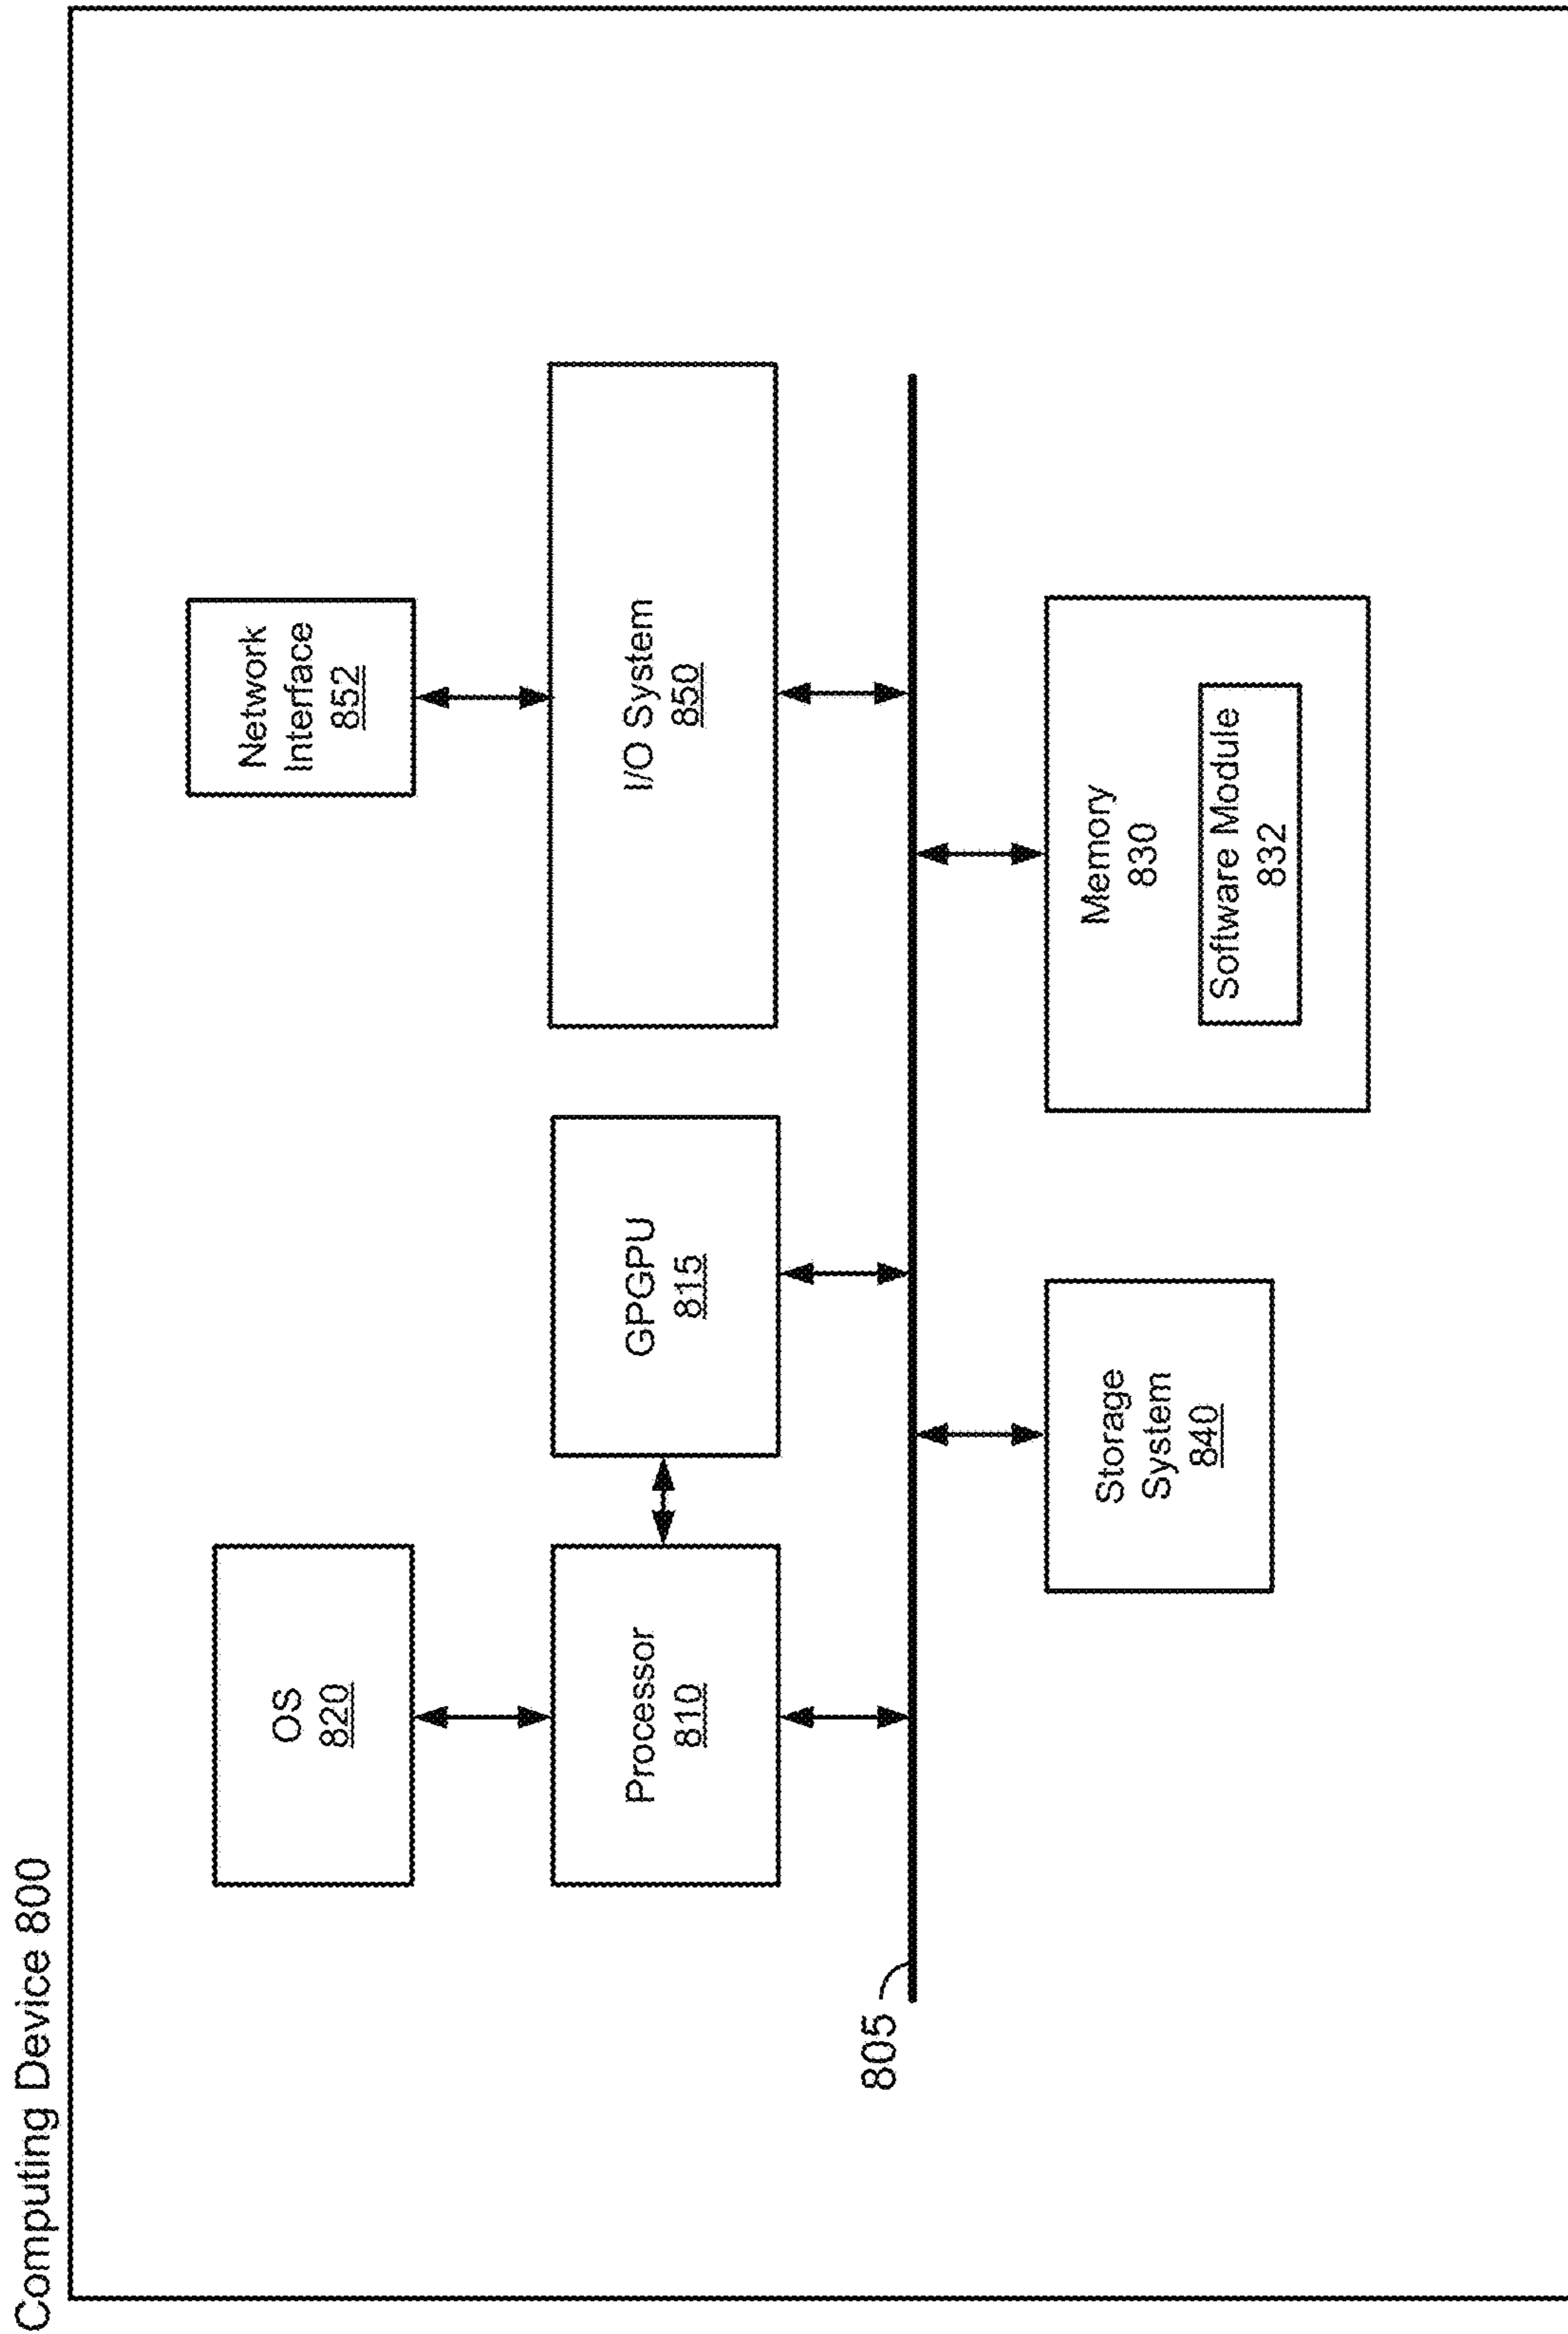 Computing Device 800
OS
820
Network
Interface
852
Processor
810
GPGPU
815
I/O System
850
805
Storage
System
840
Memory
830
Software Module
832